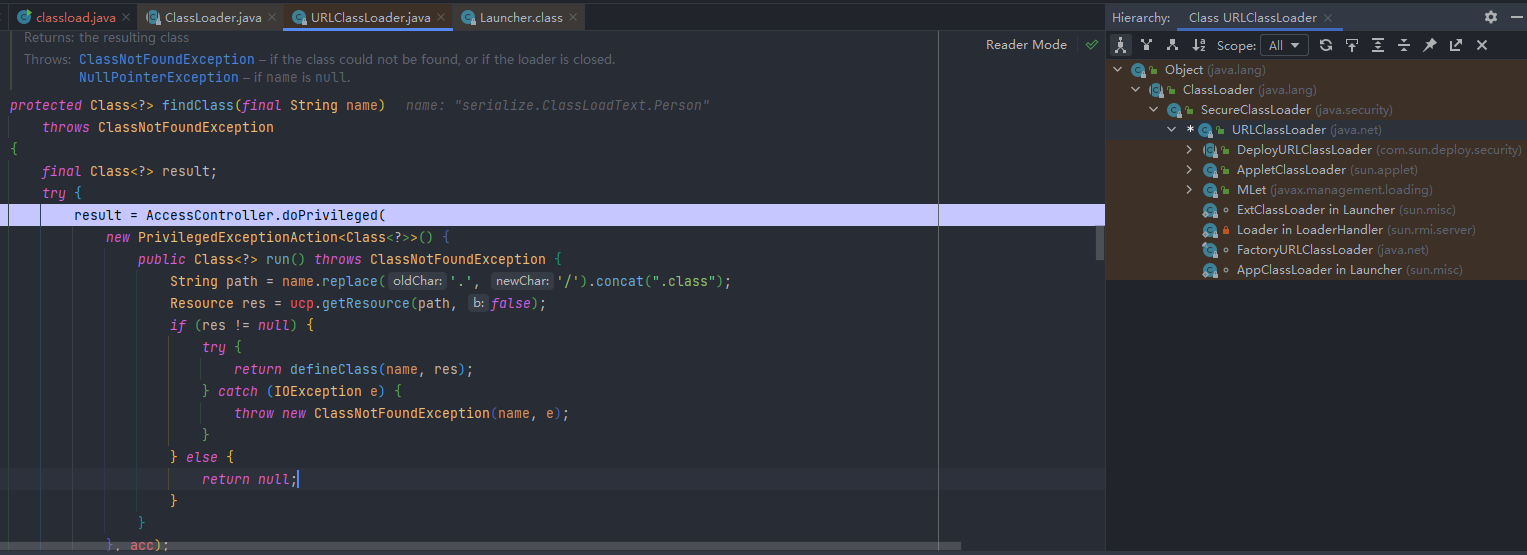 classload.java
ClassLoader.java
URLClassLoader.java
Launcher.class
Hierarchy: Class URLClassLoader
Returns: the resulting class
Throws: ClassNotFoundException – if the class could not be found, or if the loader is closed.
NullPointerException – if name is null.
Reader Mode
protected Class<?> findClass(final String name) name: "serialize.ClassLoadText.Person"
throws ClassNotFoundException
{
final Class<?> result;
try {
result = AccessController.doPrivileged(
new PrivilegedExceptionAction<Class<?>>() {
public Class<?> run() throws ClassNotFoundException {
String path = name.replace( oldChar: '.', newChar: '/').concat(".class");
Resource res = ucp.getResource(path, b: false);
if (res != null) {
try {
return defineClass(name, res);
} catch (IOException e) {
throw new ClassNotFoundException(name, e);
}
} else {
return null;
}
}
}, acc);
Scope: All
Object (java.lang)
ClassLoader (java.lang)
SecureClassLoader (java.security)
* URLClassLoader (java.net)
DeployURLClassLoader (com.sun.deploy.security)
AppletClassLoader (sun.applet)
MLet (javax.management.loading)
ExtClassLoader in Launcher (sun.misc)
Loader in LoaderHandler (sun.rmi.server)
FactoryURLClassLoader (java.net)
AppClassLoader in Launcher (sun.misc)